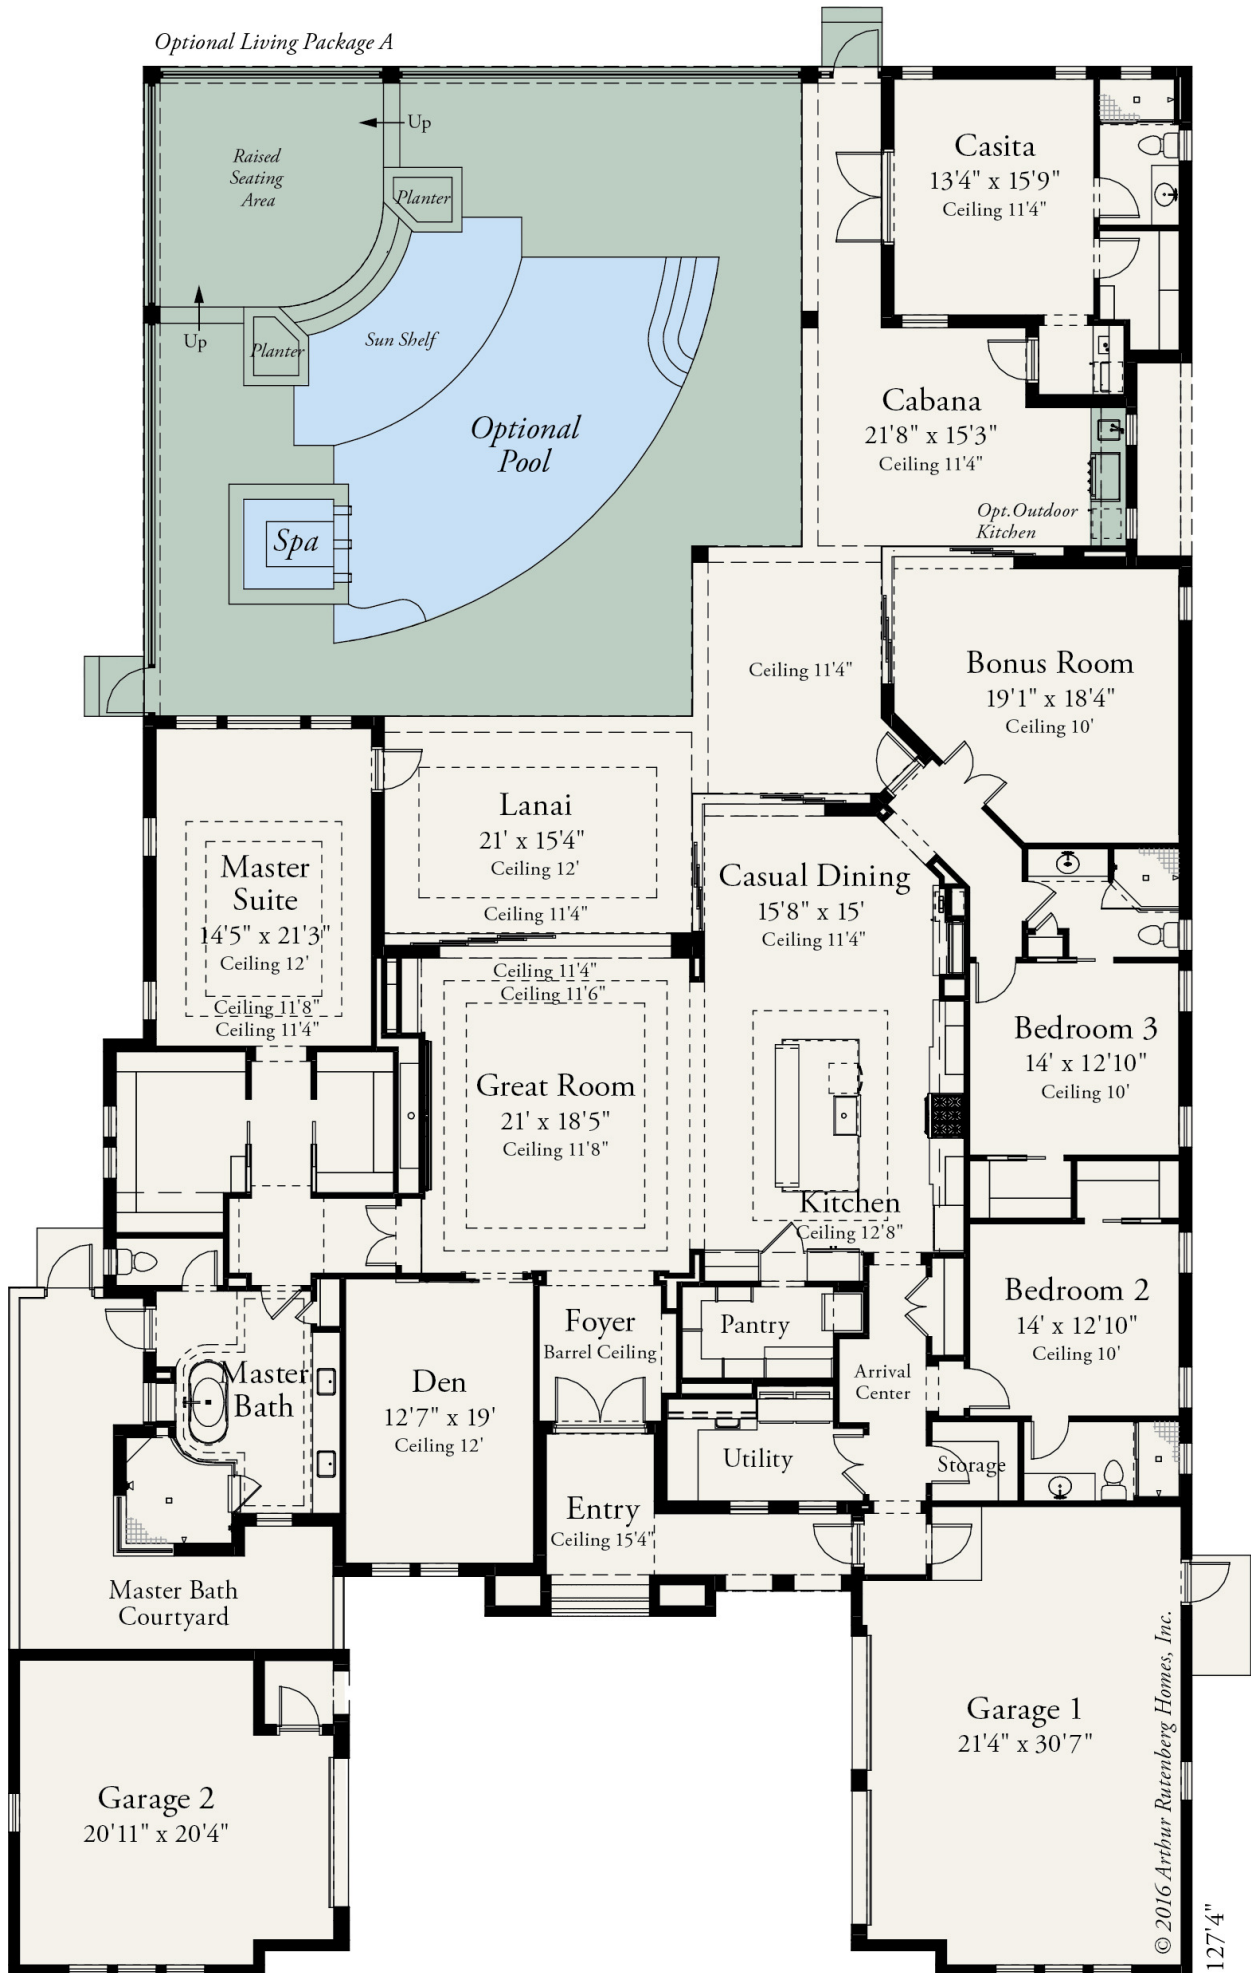 Optional Living Package A
Up
Raised
Seating
Area
Planter
Casita
13'4" x 15'9"
Ceiling 11'4"
Up
Planter
Sun Shelf
Optional
Pool
Cabana
21'8" x 15'3"
Ceiling 11'4"
Opt.Outdoor
Kitchen
Spa
Ceiling 11'4"
Bonus Room
19'1" x 18'4"
Ceiling 10'
Lanai
21' x 15'4"
Ceiling 12'
Ceiling 11'4"
Master
Suite
14'5" x 21'3"
Ceiling 12'
Ceiling 11'8"
Ceiling 11'4"
Casual Dining
15'8" x 15'
Ceiling 11'4"
Ceiling 11'4"
Ceiling 11'6"
Great Room
21' x 18'5"
Ceiling 11'8"
Bedroom 3
14' x 12'10"
Ceiling 10'
Kitchen
Ceiling 12'8"
Bedroom 2
14' x 12'10"
Ceiling 10'
Foyer
Barrel Ceiling
Pantry
Arrival
Center
Master
Bath
Den
12'7" x 19'
Ceiling 12'
Utility
Storage
Entry
Ceiling 15'4"
Master Bath
Courtyard
Garage 1
21'4" x 30'7"
Garage 2
20'11" x 20'4"
© 2016 Arthur Rutenberg Homes, Inc.
127'4"